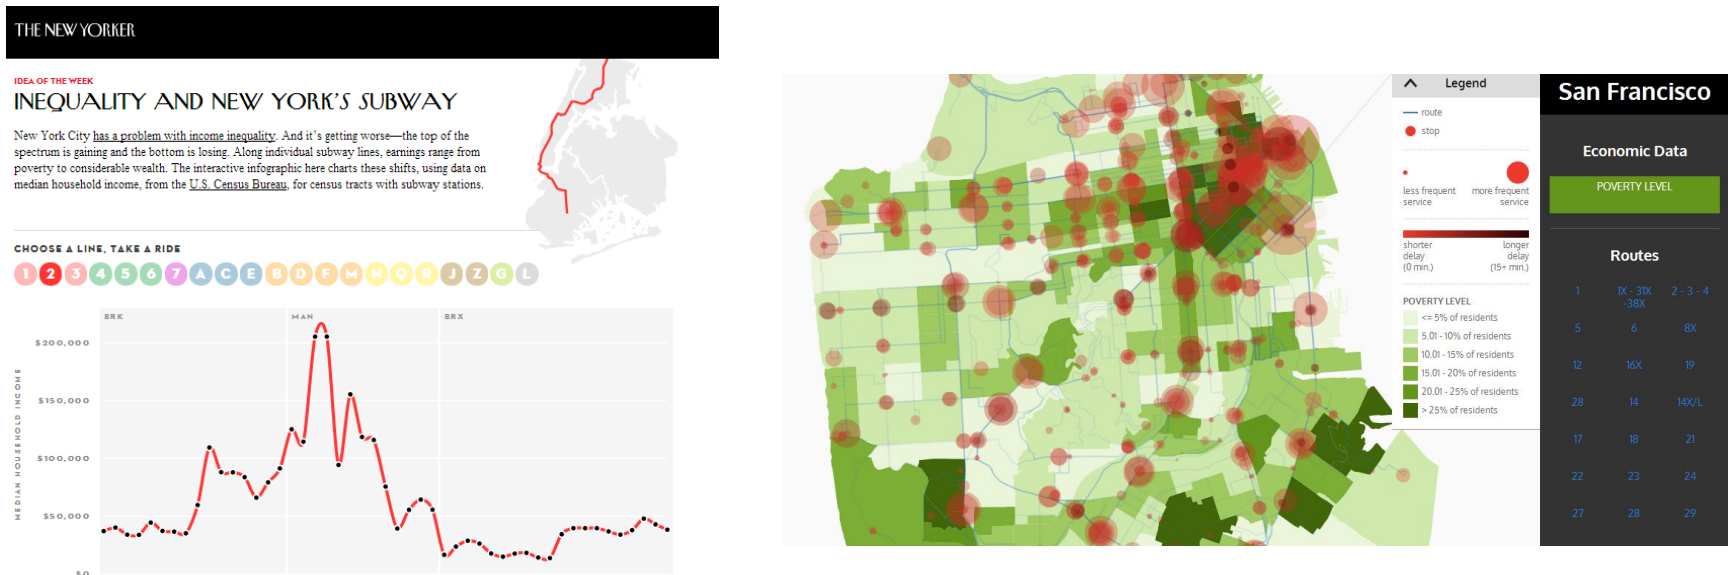 THE NEW YORKER
IDEA OF THE WEEK
INEQUALITY AND NEW YORK'S SUBWAY
New York City has a problem with income inequality. And it's getting worse—the top of the
spectrum is gaining and the bottom is losing. Along individual subway lines, earnings range from
poverty to considerable wealth. The interactive infographic here charts these shifts, using data on
median household income, from the U.S. Census Bureau, for census tracts with subway stations.
CHOOSE A LINE, TAKE A RIDE
1 2 3 4 5 6 7 A C E B D F M N Q R J Z G L
BRK MAN BRX
MEDIAN HOUSEHOLD INCOME
$200,000
$150,000
$100,000
$50,000
$0
Legend
route
stop
less frequent service
more frequent service
shorter delay (0 min.)
longer delay (15+ min.)
POVERTY LEVEL
<= 5% of residents
5.01 - 10% of residents
10.01 - 15% of residents
15.01 - 20% of residents
20.01 - 25% of residents
> 25% of residents
San Francisco
Economic Data
POVERTY LEVEL
Routes
1 1X - 31X -38X 2 - 3 - 4
5 6 8X
12 16X 19
28 14 14X/L
17 18 21
22 23 24
27 28 29